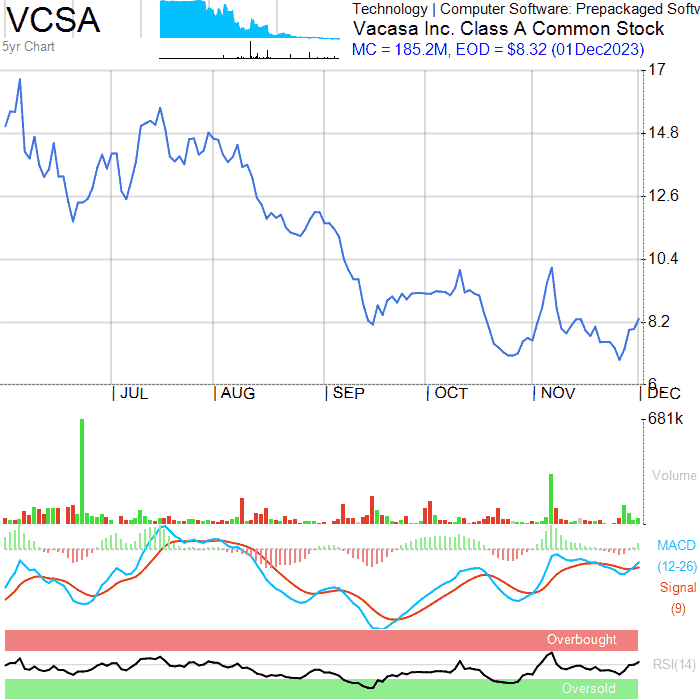 VCSA
5yr Chart
Technology | Computer Software: Prepackaged Softw
Vacasa Inc. Class A Common Stock
MC = 185.2M, EOD = $8.32 (01Dec2023)
17
14.8
12.6
10.4
8.2
6
JUL
AUG
SEP
OCT
NOV
DEC
681k
Volume
MACD
(12-26)
Signal
(9)
Overbought
RSI(14)
Oversold